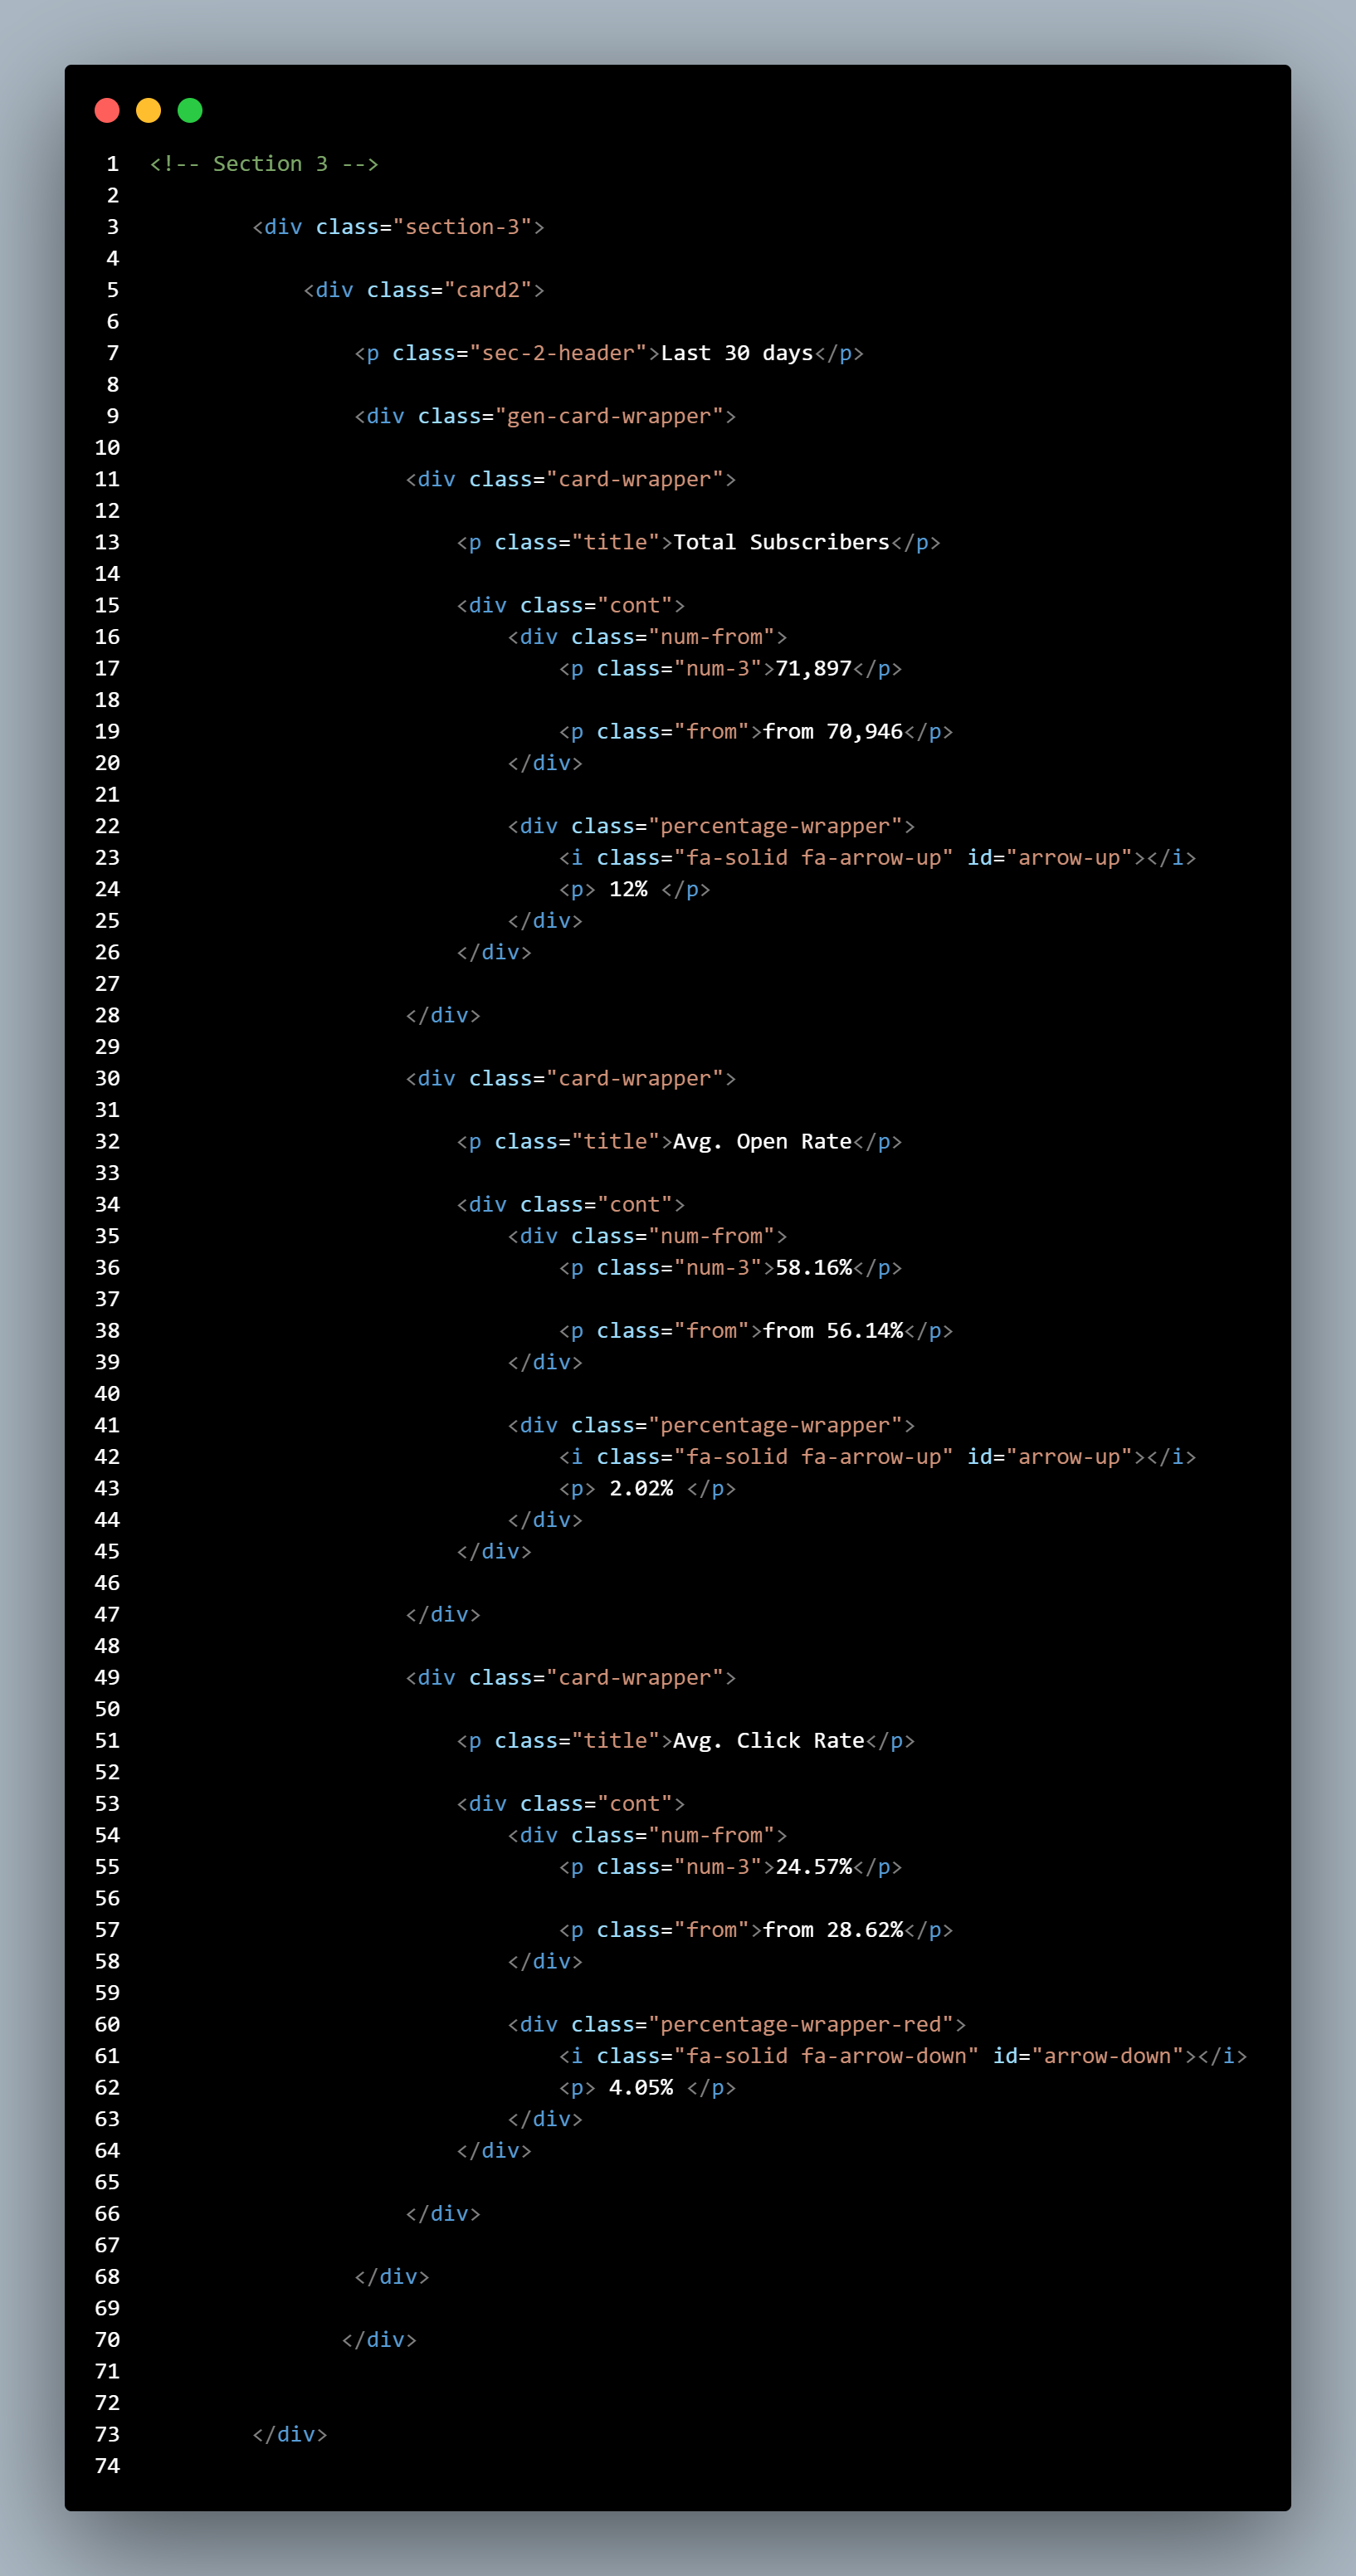 1 <!-- Section 3 -->
2
3         <div class="section-3">
4
5             <div class="card2">
6
7                 <p class="sec-2-header">Last 30 days</p>
8
9                 <div class="gen-card-wrapper">
10
11                     <div class="card-wrapper">
12
13                         <p class="title">Total Subscribers</p>
14
15                         <div class="cont">
16                             <div class="num-from">
17                                 <p class="num-3">71,897</p>
18
19                                 <p class="from">from 70,946</p>
20                             </div>
21
22                             <div class="percentage-wrapper">
23                                 <i class="fa-solid fa-arrow-up" id="arrow-up"></i>
24                                 <p> 12% </p>
25                             </div>
26                         </div>
27
28                     </div>
29
30                     <div class="card-wrapper">
31
32                         <p class="title">Avg. Open Rate</p>
33
34                         <div class="cont">
35                             <div class="num-from">
36                                 <p class="num-3">58.16%</p>
37
38                                 <p class="from">from 56.14%</p>
39                             </div>
40
41                             <div class="percentage-wrapper">
42                                 <i class="fa-solid fa-arrow-up" id="arrow-up"></i>
43                                 <p> 2.02% </p>
44                             </div>
45                         </div>
46
47                     </div>
48
49                     <div class="card-wrapper">
50
51                         <p class="title">Avg. Click Rate</p>
52
53                         <div class="cont">
54                             <div class="num-from">
55                                 <p class="num-3">24.57%</p>
56
57                                 <p class="from">from 28.62%</p>
58                             </div>
59
60                             <div class="percentage-wrapper-red">
61                                 <i class="fa-solid fa-arrow-down" id="arrow-down"></i>
62                                 <p> 4.05% </p>
63                             </div>
64                         </div>
65
66                     </div>
67
68                 </div>
69
70                </div>
71
72
73         </div>
74